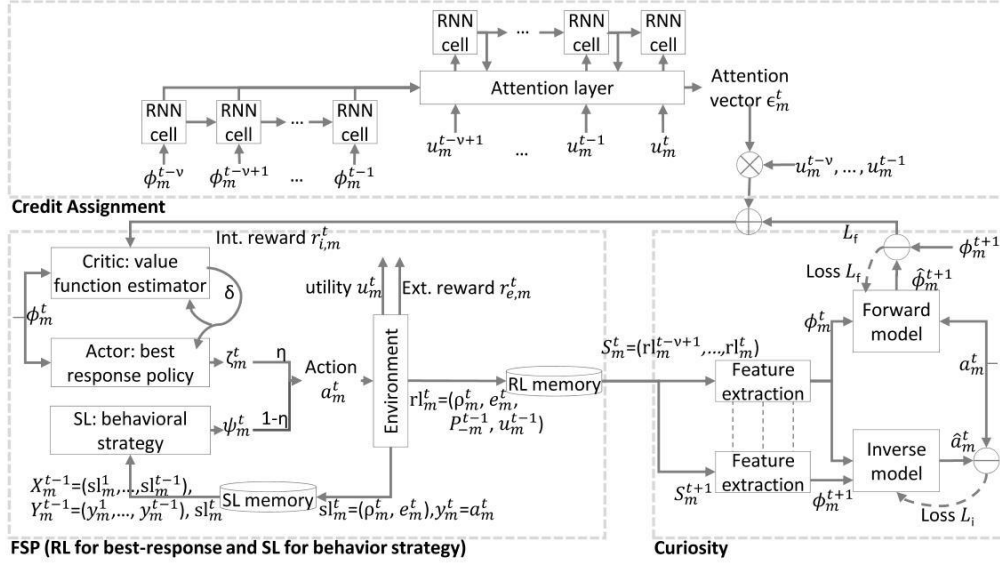 RNN cell
...
RNN cell
RNN cell
Attention layer
Attention vector ϵ_m^t
RNN cell
RNN cell
...
RNN cell
u_m^{t-ν+1}
...
u_m^{t-1}
u_m^t
ϕ_m^{t-ν}
ϕ_m^{t-ν+1}
...
ϕ_m^{t-1}
u_m^{t-ν}, … , u_m^{t-1}
Credit Assignment
Int. reward r_{i,m}^t
L_f
ϕ_m^{t+1}
Critic: value
function estimator
δ
ϕ_m^t
utility u_m^t
Ext. reward r_{e,m}^t
Loss L_f
ϕ̂_m^{t+1}
Forward
model
ϕ_m^t
a_m^t
Actor: best
response policy
ζ_m^t
η
Action
a_m^t
Environment
S_m^t=(rl_m^{t-ν+1},…,rl_m^t)
RL memory
Feature
extraction
rl_m^t=(ρ_m^t, e_m^t,
P_{-m}^{t-1}, u_m^{t-1})
SL: behavioral
strategy
ψ_m^t
1-η
Inverse
model
â_m^t
Feature
extraction
S_m^{t+1}
ϕ_m^{t+1}
Loss L_i
X_m^{t-1}=(sl_m^1,…,sl_m^{t-1}),
Y_m^{t-1}=(y_m^1,…, y_m^{t-1}), sl_m^t
SL memory
sl_m^t=(ρ_m^t, e_m^t),y_m^t=a_m^t
FSP (RL for best-response and SL for behavior strategy)
Curiosity